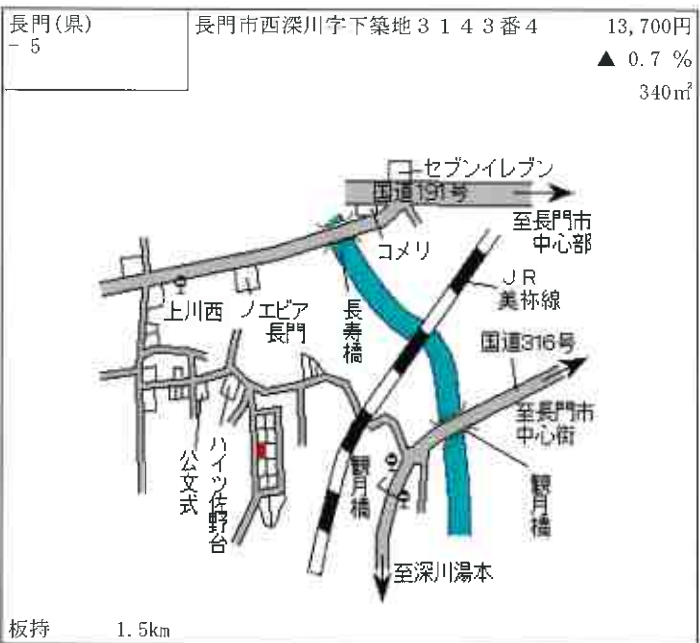 長門(県)
- 5
長門市西深川字下築地3143番4
13,700円
▲ 0.7 %
340㎡
セブンイレブン
国道191号
至長門市
中心部
コメリ
JR
美祢線
上川西
ノエビア
長門
長寿橋
国道316号
至長門市
中心街
公文式
ハイツ佐野台
観月橋
観月橋
至深川湯本
板持 1.5km